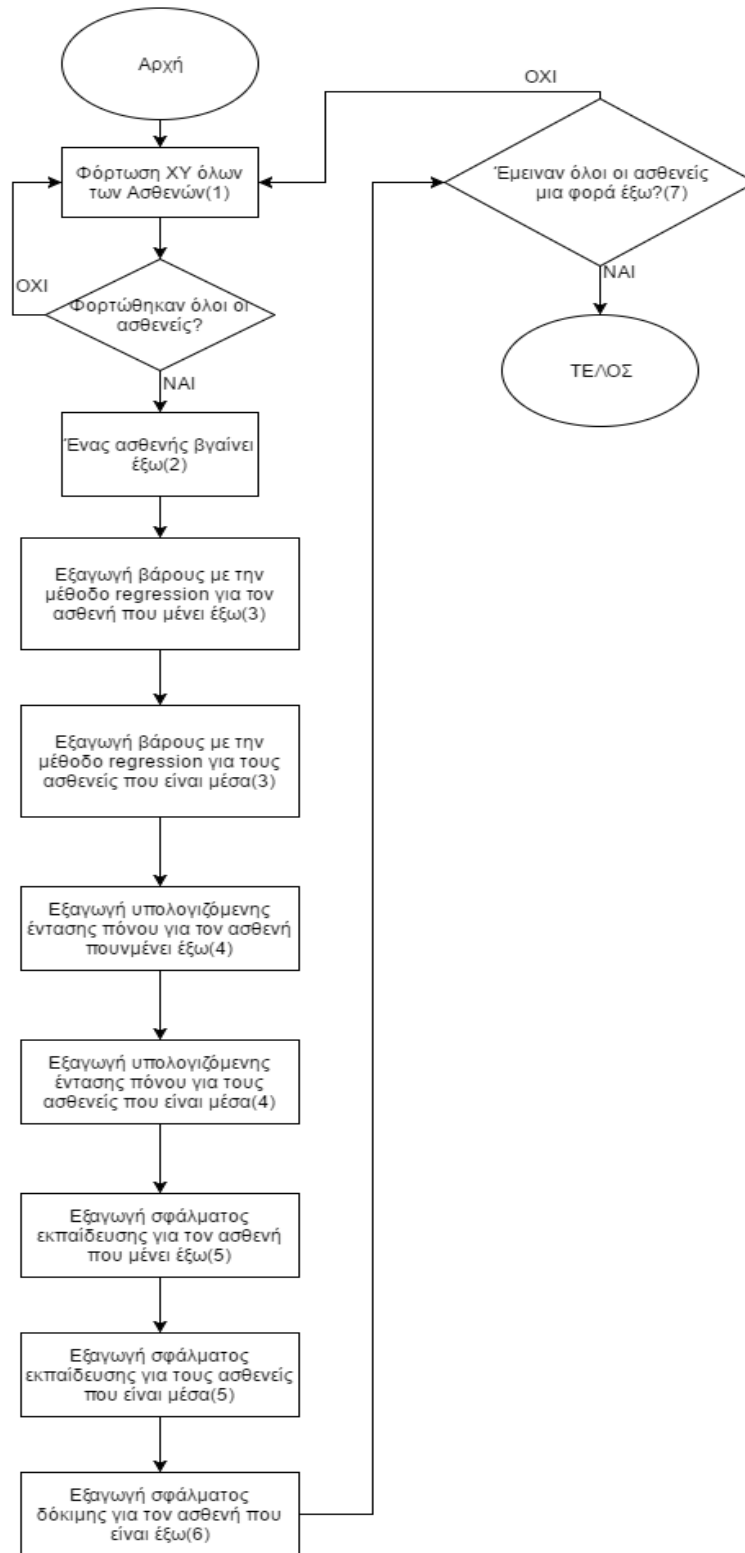 Αρχή
Φόρτωση ΧΥ όλων
των Ασθενών(1)
ΟΧΙ
Φορτώθηκαν όλοι οι
ασθενείς?
ΝΑΙ
Ένας ασθενής βγαίνει
έξω(2)
Εξαγωγή βάρους με την
μέθοδο regression για τον
ασθενή που μένει έξω(3)
Εξαγωγή βάρους με την
μέθοδο regression για τους
ασθενείς που είναι μέσα(3)
Εξαγωγή υπολογιζόμενης
έντασης πόνου για τον ασθενή
πουνμένει έξω(4)
Εξαγωγή υπολογιζόμενης
έντασης πόνου για τους
ασθενείς που είναι μέσα(4)
Εξαγωγή σφάλματος
εκπαίδευσης για τον ασθενή
που μένει έξω(5)
Εξαγωγή σφάλματος
εκπαίδευσης για τους ασθενείς
που είναι μέσα(5)
Εξαγωγή σφάλματος
δόκιμης για τον ασθενή που
είναι έξω(6)
ΟΧΙ
Έμειναν όλοι οι ασθενείς
μια φορά έξω?(7)
ΝΑΙ
ΤΕΛΟΣ